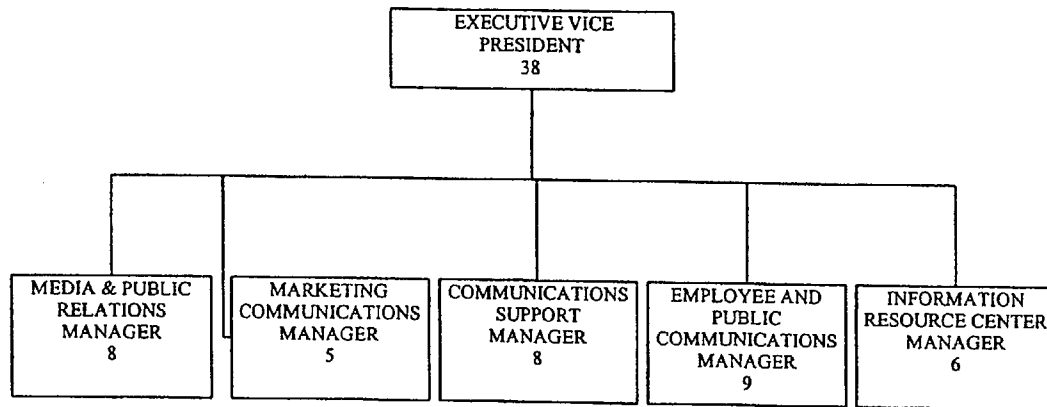 EXECUTIVE VICE
PRESIDENT
38
MEDIA & PUBLIC
RELATIONS
MANAGER
8
MARKETING
COMMUNICATIONS
MANAGER
5
COMMUNICATIONS
SUPPORT
MANAGER
8
EMPLOYEE AND
PUBLIC
COMMUNICATIONS
MANAGER
9
INFORMATION
RESOURCE CENTER
MANAGER
6